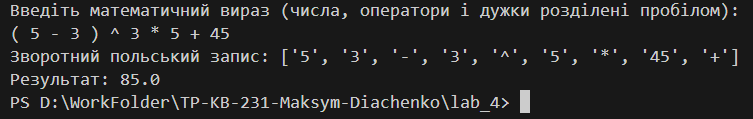 Введіть математичний вираз (числа, оператори і дужки розділені пробілом):
( 5 - 3 ) ^ 3 * 5 + 45
Зворотний польський запис: ['5', '3', '-', '3', '^', '5', '*', '45', '+']
Результат: 85.0
PS D:\WorkFolder\TP-KB-231-Maksym-Diachenko\lab_4>